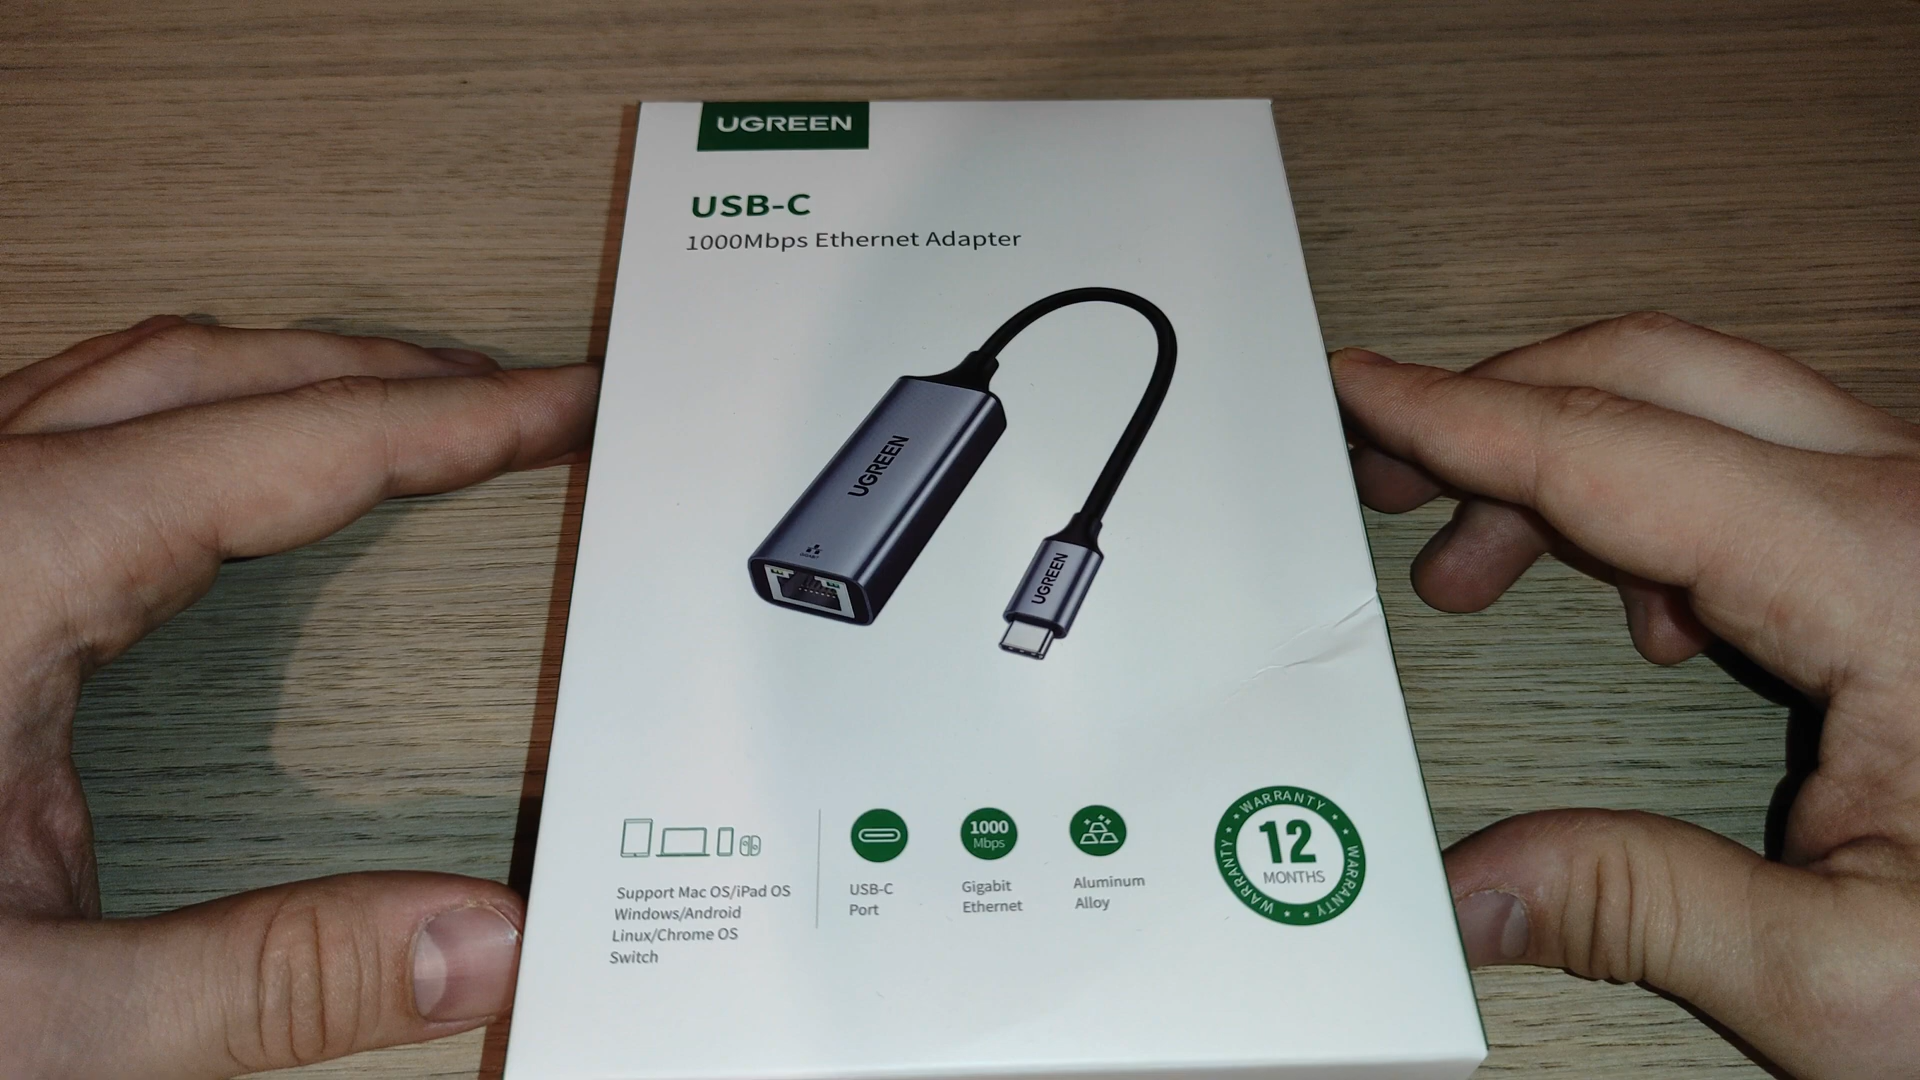 UGREEN
USB-C
1000Mbps Ethernet Adapter
UGREEN
UGREEN
Support Mac OS/iPad OS
Windows/Android
Linux/Chrome OS
Switch
USB-C
Port
1000
Mbps
Gigabit
Ethernet
Aluminum
Alloy
WARRANTY
12
MONTHS
WARRANTY
WARRANTY
WARRANTY